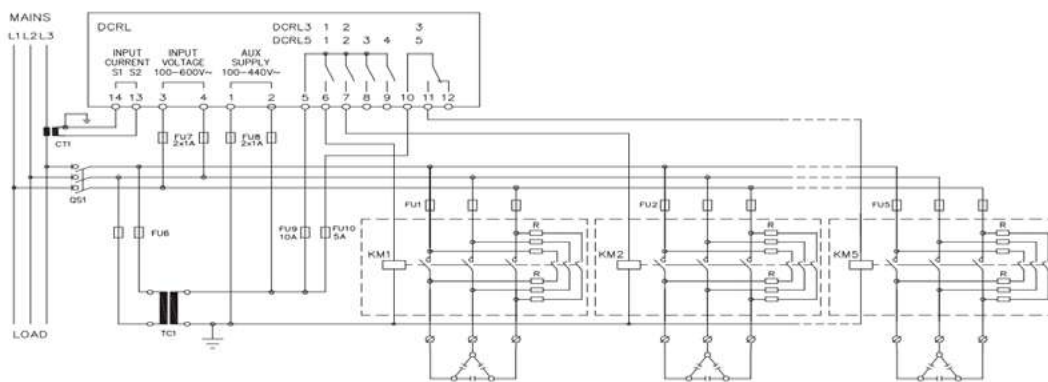 MAINS
L1 L2 L3
DCRL
DCRL3 1 2 3
DCRL5 1 2 3 4 5
INPUT CURRENT
S1 S2
INPUT VOLTAGE
100-600V~
AUX SUPPLY
100-440V~
14 13 3 4 1 2 5 6 7 8 9 10 11 12
CT1
FU7
2x1A
FU8
2x1A
QS1
FU6
FU9
10A
FU10
5A
FU1
FU2
FU5
R
R
R
KM1
KM2
KM5
R
R
R
TC1
LOAD